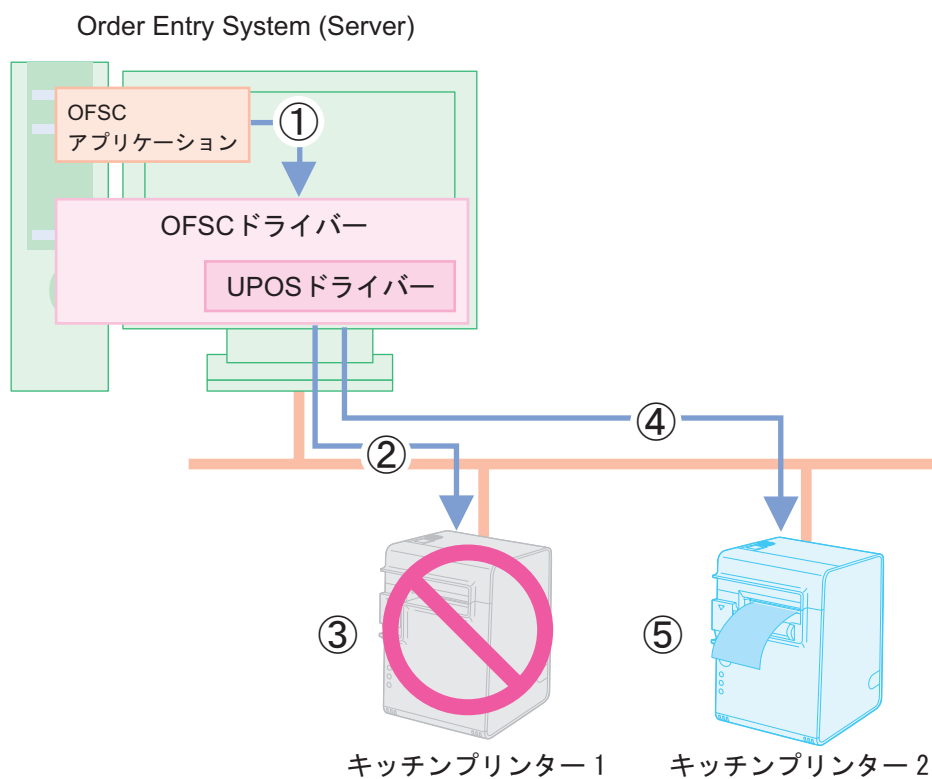 Order Entry System (Server)
OFSC
アプリケーション
①
OFSCドライバー
UPOSドライバー
④
②
③
⑤
キッチンプリンター 1
キッチンプリンター 2